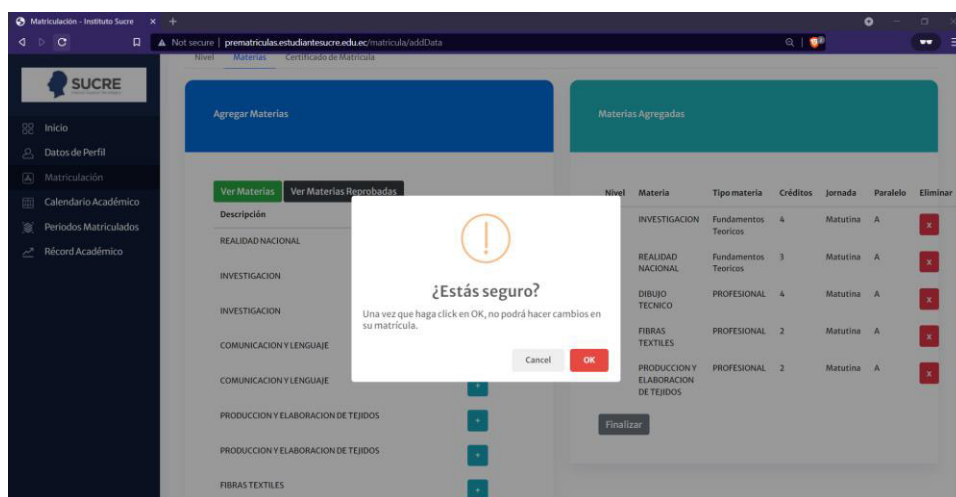 Matriculación - Instituto Sucre
Not secure | prematriculas.estudiantesucre.edu.ec/matricula/addData
SUCRE
Inicio
Datos de Perfil
Matriculación
Calendario Académico
Periodos Matriculados
Récord Académico
Nivel Materias Certificado de Matrícula
Agregar Materias
Ver Materias Ver Materias Reprobadas
Descripción
REALIDAD NACIONAL
INVESTIGACION
INVESTIGACION
COMUNICACION Y LENGUAJE
COMUNICACION Y LENGUAJE
PRODUCCION Y ELABORACION DE TEJIDOS
PRODUCCION Y ELABORACION DE TEJIDOS
FIBRAS TEXTILES
¿Estás seguro?
Una vez que haga click en OK, no podrá hacer cambios en
su matrícula.
Cancel OK
Materias Agregadas
Nivel Materia Tipo materia Créditos Jornada Paralelo Eliminar
INVESTIGACION Fundamentos 4 Matutina A x
Teoricos
REALIDAD Fundamentos 3 Matutina A x
NACIONAL Teoricos
DIBUJO PROFESIONAL 4 Matutina A x
TECNICO
FIBRAS PROFESIONAL 2 Matutina A x
TEXTILES
PRODUCCION Y PROFESIONAL 2 Matutina A x
ELABORACION
DE TEJIDOS
Finalizar